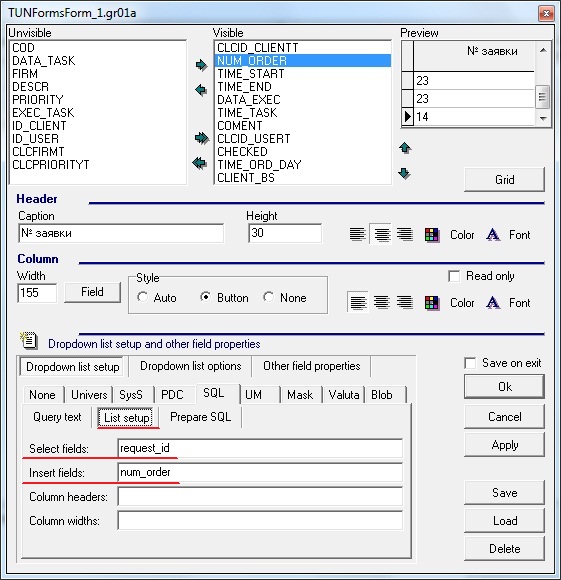 TUNFormsForm_1.gr01a
Unvisible
COD
DATA_TASK
FIRM
DESCR
PRIORITY
EXEC_TASK
ID_CLIENT
ID_USER
CLCFIRMT
CLCPRIORITYT
Visible
CLCID_CLIENTT
NUM_ORDER
TIME_START
TIME_END
DATA_EXEC
TIME_TASK
COMENT
CLCID_USERT
CHECKED
TIME_ORD_DAY
CLIENT_BS
Preview
№ заявки
23
23
14
Grid
Header
Caption
Height
№ заявки
30
Color
A Font
Column
Width
155
Field
Style
Auto
Button
None
Read only
Color
A Font
Dropdown list setup and other field properties
Dropdown list setup
Dropdown list options
Other field properties
None
Univers
SysS
PDC
SQL
UM
Mask
Valuta
Blob
Query text
List setup
Prepare SQL
Select fields:
request_id
Insert fields:
num_order
Column headers:
Column widths:
Save on exit
Ok
Cancel
Apply
Save
Load
Delete